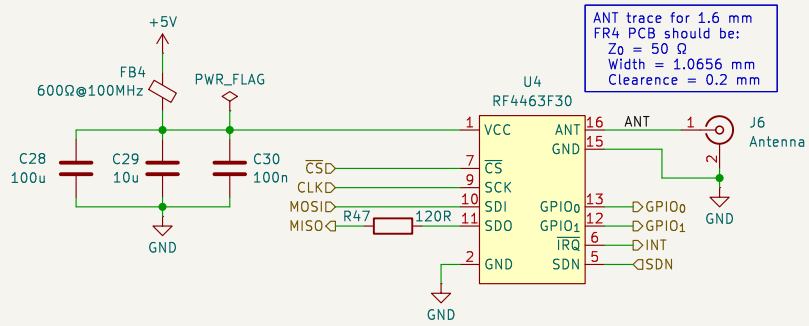 ANT trace for 1.6 mm
FR4 PCB should be:
Z0 = 50 Ω
Width = 1.0656 mm
Clearence = 0.2 mm
+5V
FB4
600Ω@100MHz
PWR_FLAG
C28
100u
C29
10u
C30
100n
GND
U4
RF4463F30
1 VCC
7 CS
9 SCK
10 SDI
11 SDO
2 GND
ANT 16
GND 15
GPIO0 13
GPIO1 12
IRQ 6
SDN 5
CS
CLK
MOSI
MISO
R47 120R
GND
ANT
1
2
J6
Antenna
GND
GPIO0
GPIO1
INT
SDN